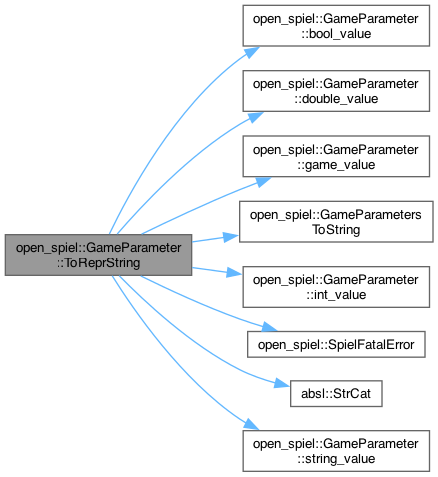 open_spiel::GameParameter
::bool_value
open_spiel::GameParameter
::double_value
open_spiel::GameParameter
::game_value
open_spiel::GameParameters
ToString
open_spiel::GameParameter
::ToReprString
open_spiel::GameParameter
::int_value
open_spiel::SpielFatalError
absl::StrCat
open_spiel::GameParameter
::string_value